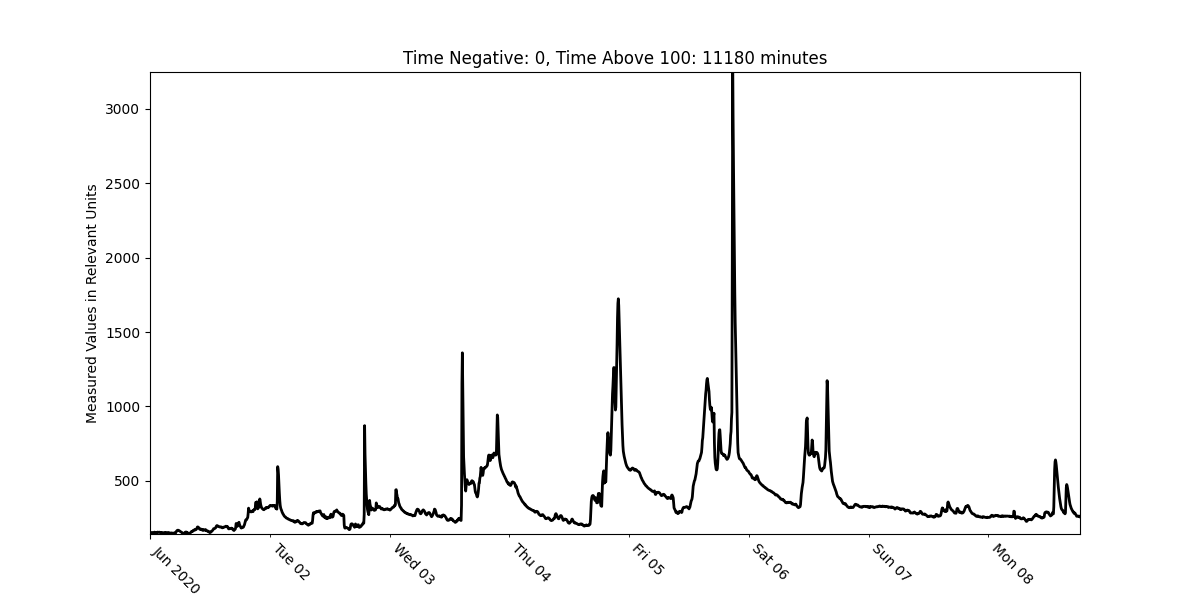 Time Negative: 0, Time Above 100: 11180 minutes
Measured Values in Relevant Units
3000
2500
2000
1500
1000
500
Jun 2020
Tue 02
Wed 03
Thu 04
Fri 05
Sat 06
Sun 07
Mon 08